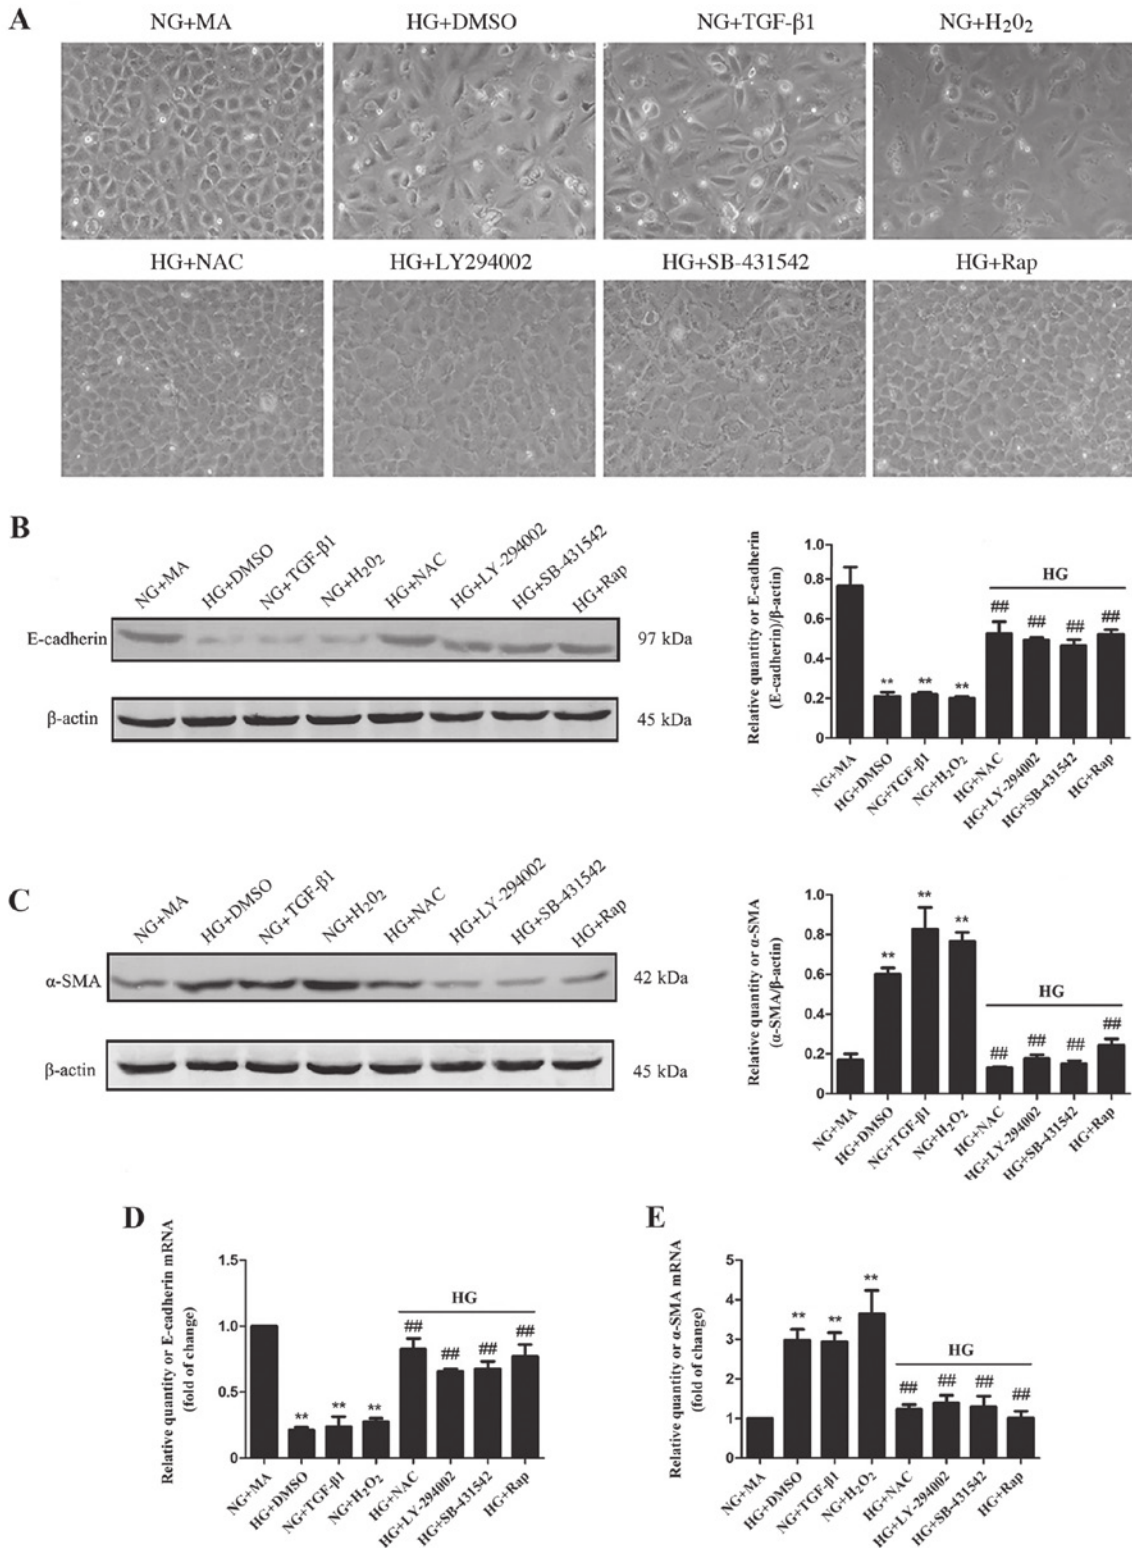 A
NG+MA HG+DMSO NG+TGF-β1 NG+H₂0₂
HG+NAC HG+LY294002 HG+SB-431542 HG+Rap
B
NG+MA HG+DMSO NG+TGF-β1 NG+H₂0₂ HG+NAC HG+LY-294002 HG+SB-431542 HG+Rap
E-cadherin 97 kDa
β-actin 45 kDa
Relative quantity or E-cadherin
(E-cadherin)/β-actin)
1.0
0.8
0.6
0.4
0.2
0
HG
** ** ** ## ## ## ##
NG+MA HG+DMSO NG+TGF-β1 NG+H₂O₂ HG+NAC HG+LY-294002 HG+SB-431542 HG+Rap
C
NG+MA HG+DMSO NG+TGF-β1 NG+H₂0₂ HG+NAC HG+LY-294002 HG+SB-431542 HG+Rap
α-SMA 42 kDa
β-actin 45 kDa
Relative quantity or α-SMA
(α-SMA/β-actin)
1.0
0.8
0.6
0.4
0.2
0
HG
** ** ** ## ## ## ##
NG+MA HG+DMSO NG+TGF-β1 NG+H₂O₂ HG+NAC HG+LY-294002 HG+SB-431542 HG+Rap
D
Relative quantity or E-cadherin mRNA
(fold of change)
1.5
1.0
0.5
0
HG
** ** ** ## ## ## ##
NG+MA HG+DMSO NG+TGF-β1 NG+H₂O₂ HG+NAC HG+LY-294002 HG+SB-431542 HG+Rap
E
Relative quantity or α-SMA mRNA
(fold of change)
5
4
3
2
1
0
HG
** ** ** ## ## ## ##
NG+MA HG+DMSO NG+TGF-β1 NG+H₂O₂ HG+NAC HG+LY-294002 HG+SB-431542 HG+Rap